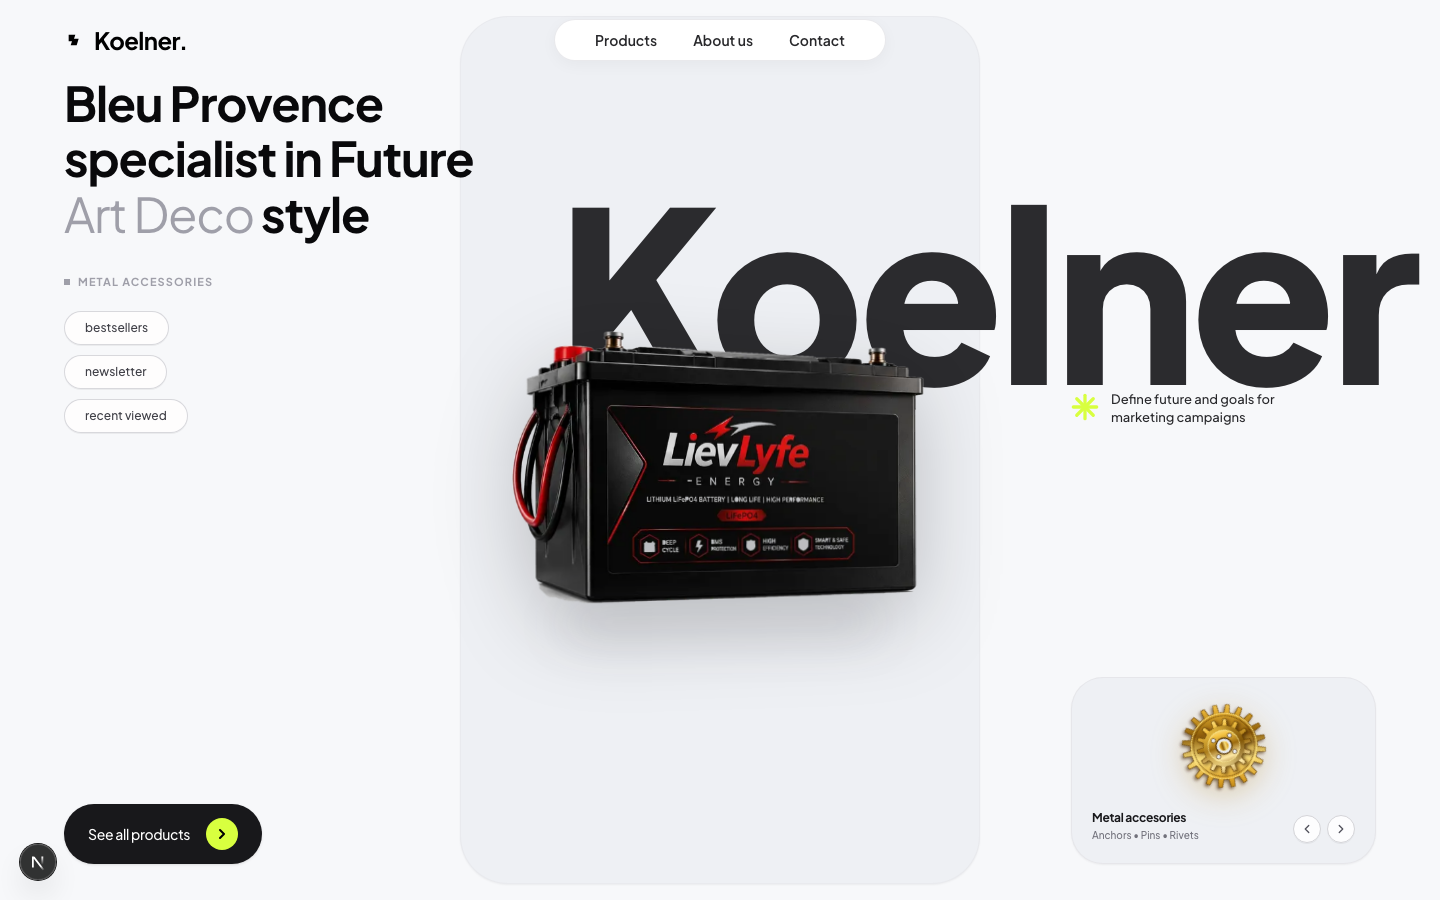 Koelner.
Products
About us
Contact
Bleu Provence
specialist in Future
Art Deco style
METAL ACCESSORIES
bestsellers
newsletter
recent viewed
Koelner
Define future and goals for
marketing campaigns
LievLyfe
ENERGY
LITHIUM LiFePO4 BATTERY | LONG LIFE | HIGH PERFORMANCE
LiFePO4
DEEP
CYCLE
BMS
PROTECTION
HIGH
EFFICIENCY
SMART & SAFE
TECHNOLOGY
Metal accesories
Anchors • Pins • Rivets
See all products
N